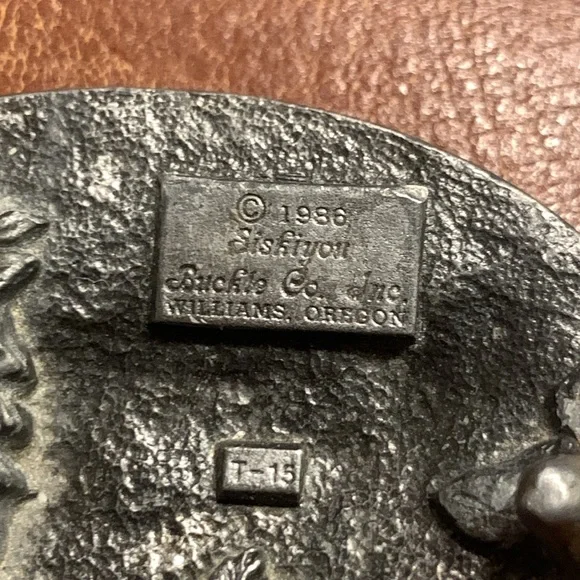 © 1986
Siskiyou
Buckle Co. Inc.
WILLIAMS, OREGON
T-15